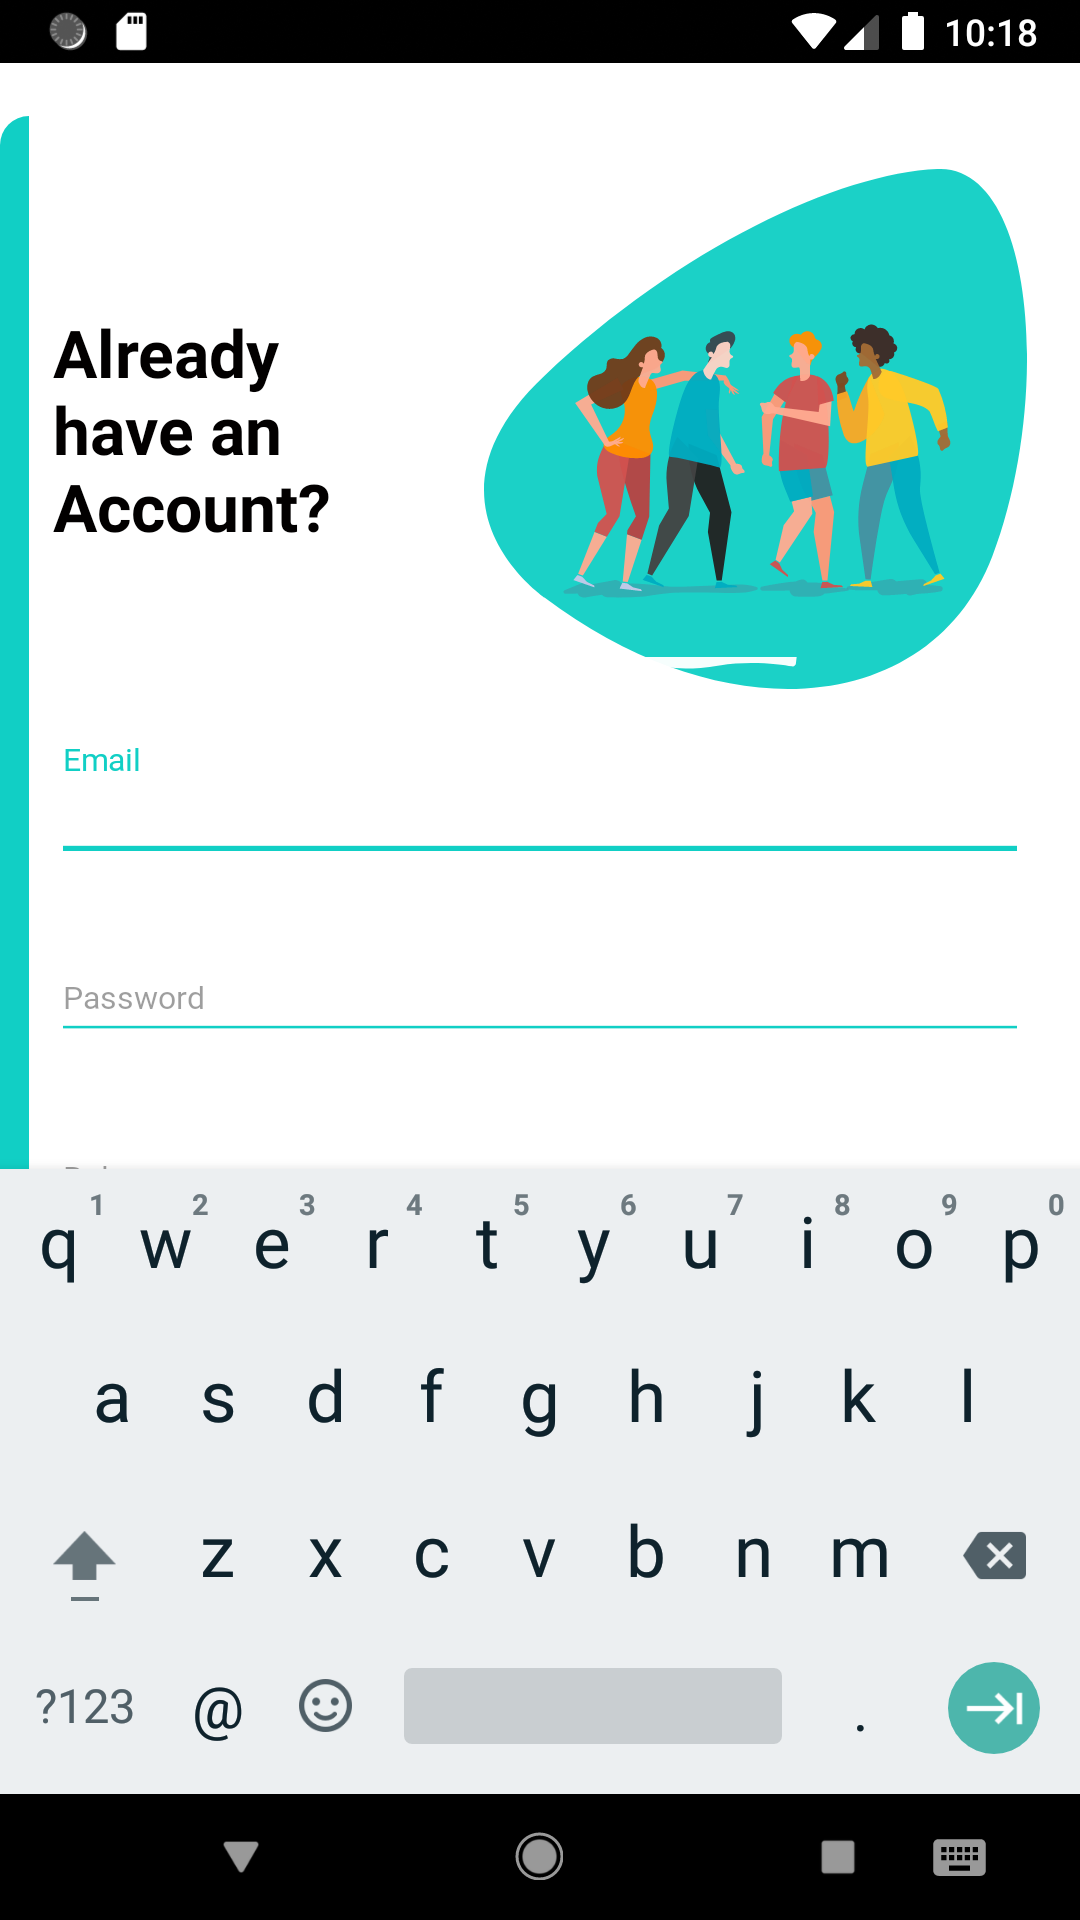 10:18
Already
have an
Account?
Email
Password
1 2 3 4 5 6 7 8 9 0
q w e r t y u i o p
a s d f g h j k l
z x c v b n m
?123 @ .